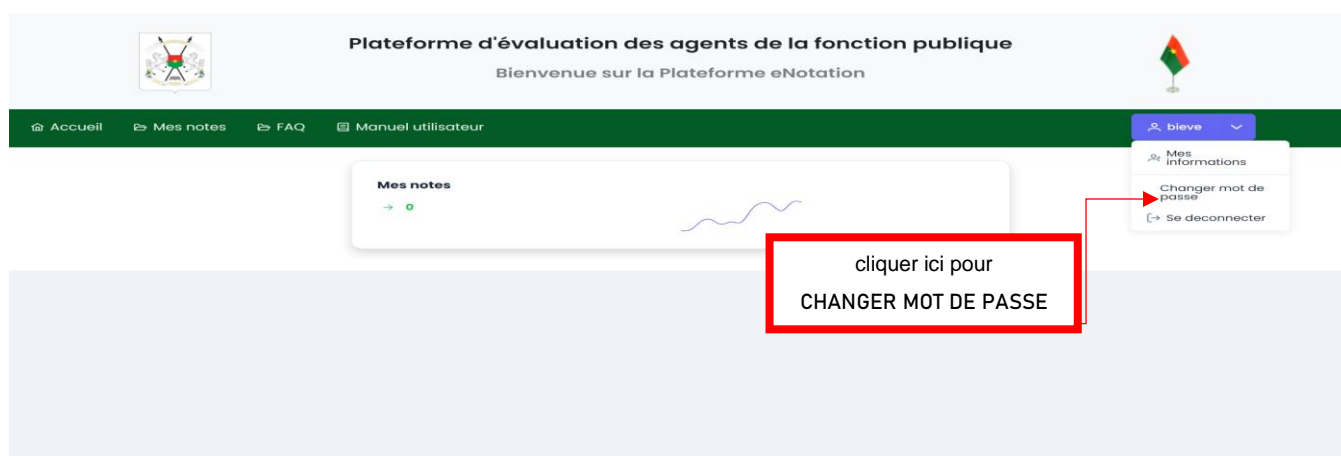 Plateforme d'évaluation des agents de la fonction publique
Bienvenue sur la Plateforme eNotation
Accueil Mes notes FAQ Manuel utilisateur bleve
Mes
informations
Changer mot de
passe
Se deconnecter
Mes notes
→ 0
cliquer ici pour
CHANGER MOT DE PASSE